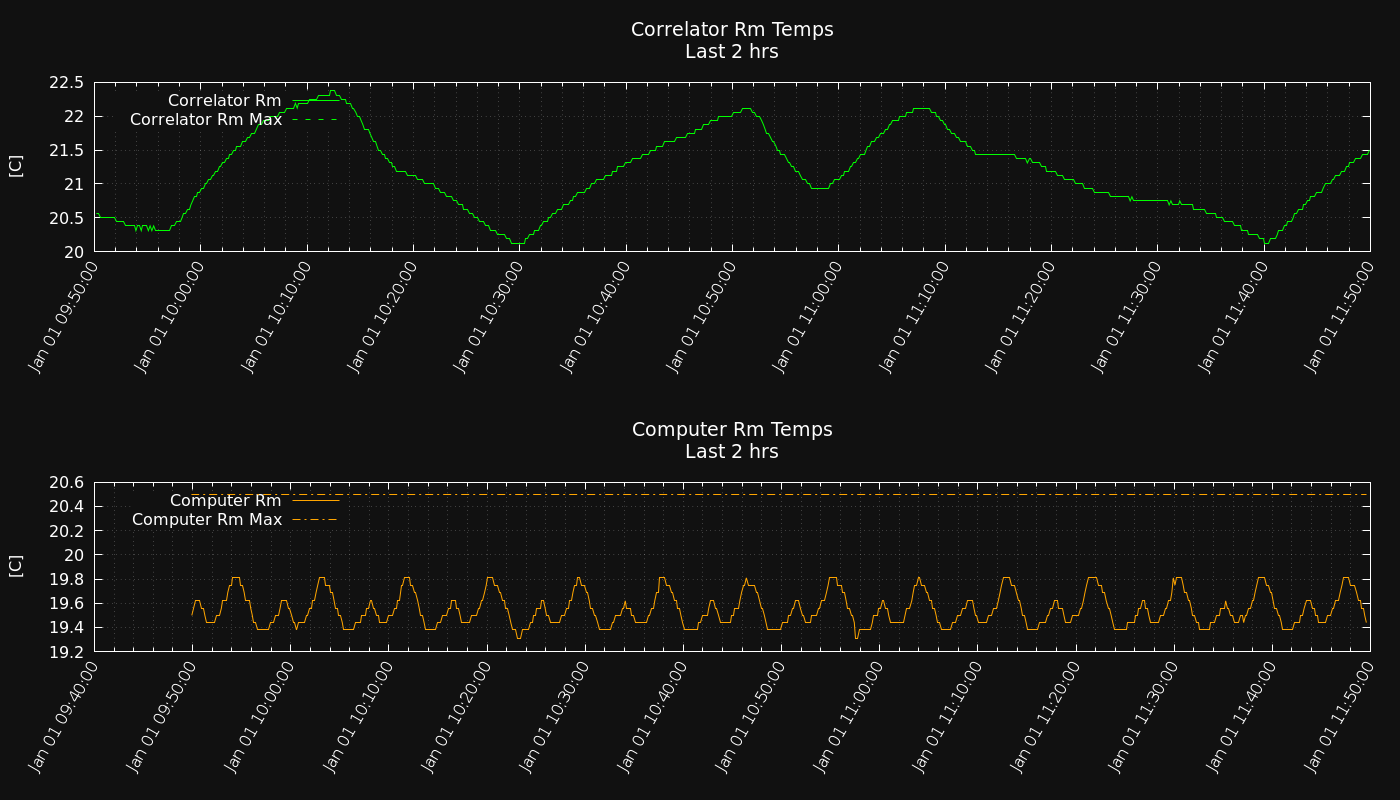 Correlator Rm Temps
Last 2 hrs
22.5
22
21.5
21
20.5
20
[C]
Correlator Rm
Correlator Rm Max
Jan 01 09:50:00
Jan 01 10:00:00
Jan 01 10:10:00
Jan 01 10:20:00
Jan 01 10:30:00
Jan 01 10:40:00
Jan 01 10:50:00
Jan 01 11:00:00
Jan 01 11:10:00
Jan 01 11:20:00
Jan 01 11:30:00
Jan 01 11:40:00
Jan 01 11:50:00
Computer Rm Temps
Last 2 hrs
20.6
20.4
20.2
20
19.8
19.6
19.4
19.2
[C]
Computer Rm
Computer Rm Max
Jan 01 09:40:00
Jan 01 09:50:00
Jan 01 10:00:00
Jan 01 10:10:00
Jan 01 10:20:00
Jan 01 10:30:00
Jan 01 10:40:00
Jan 01 10:50:00
Jan 01 11:00:00
Jan 01 11:10:00
Jan 01 11:20:00
Jan 01 11:30:00
Jan 01 11:40:00
Jan 01 11:50:00